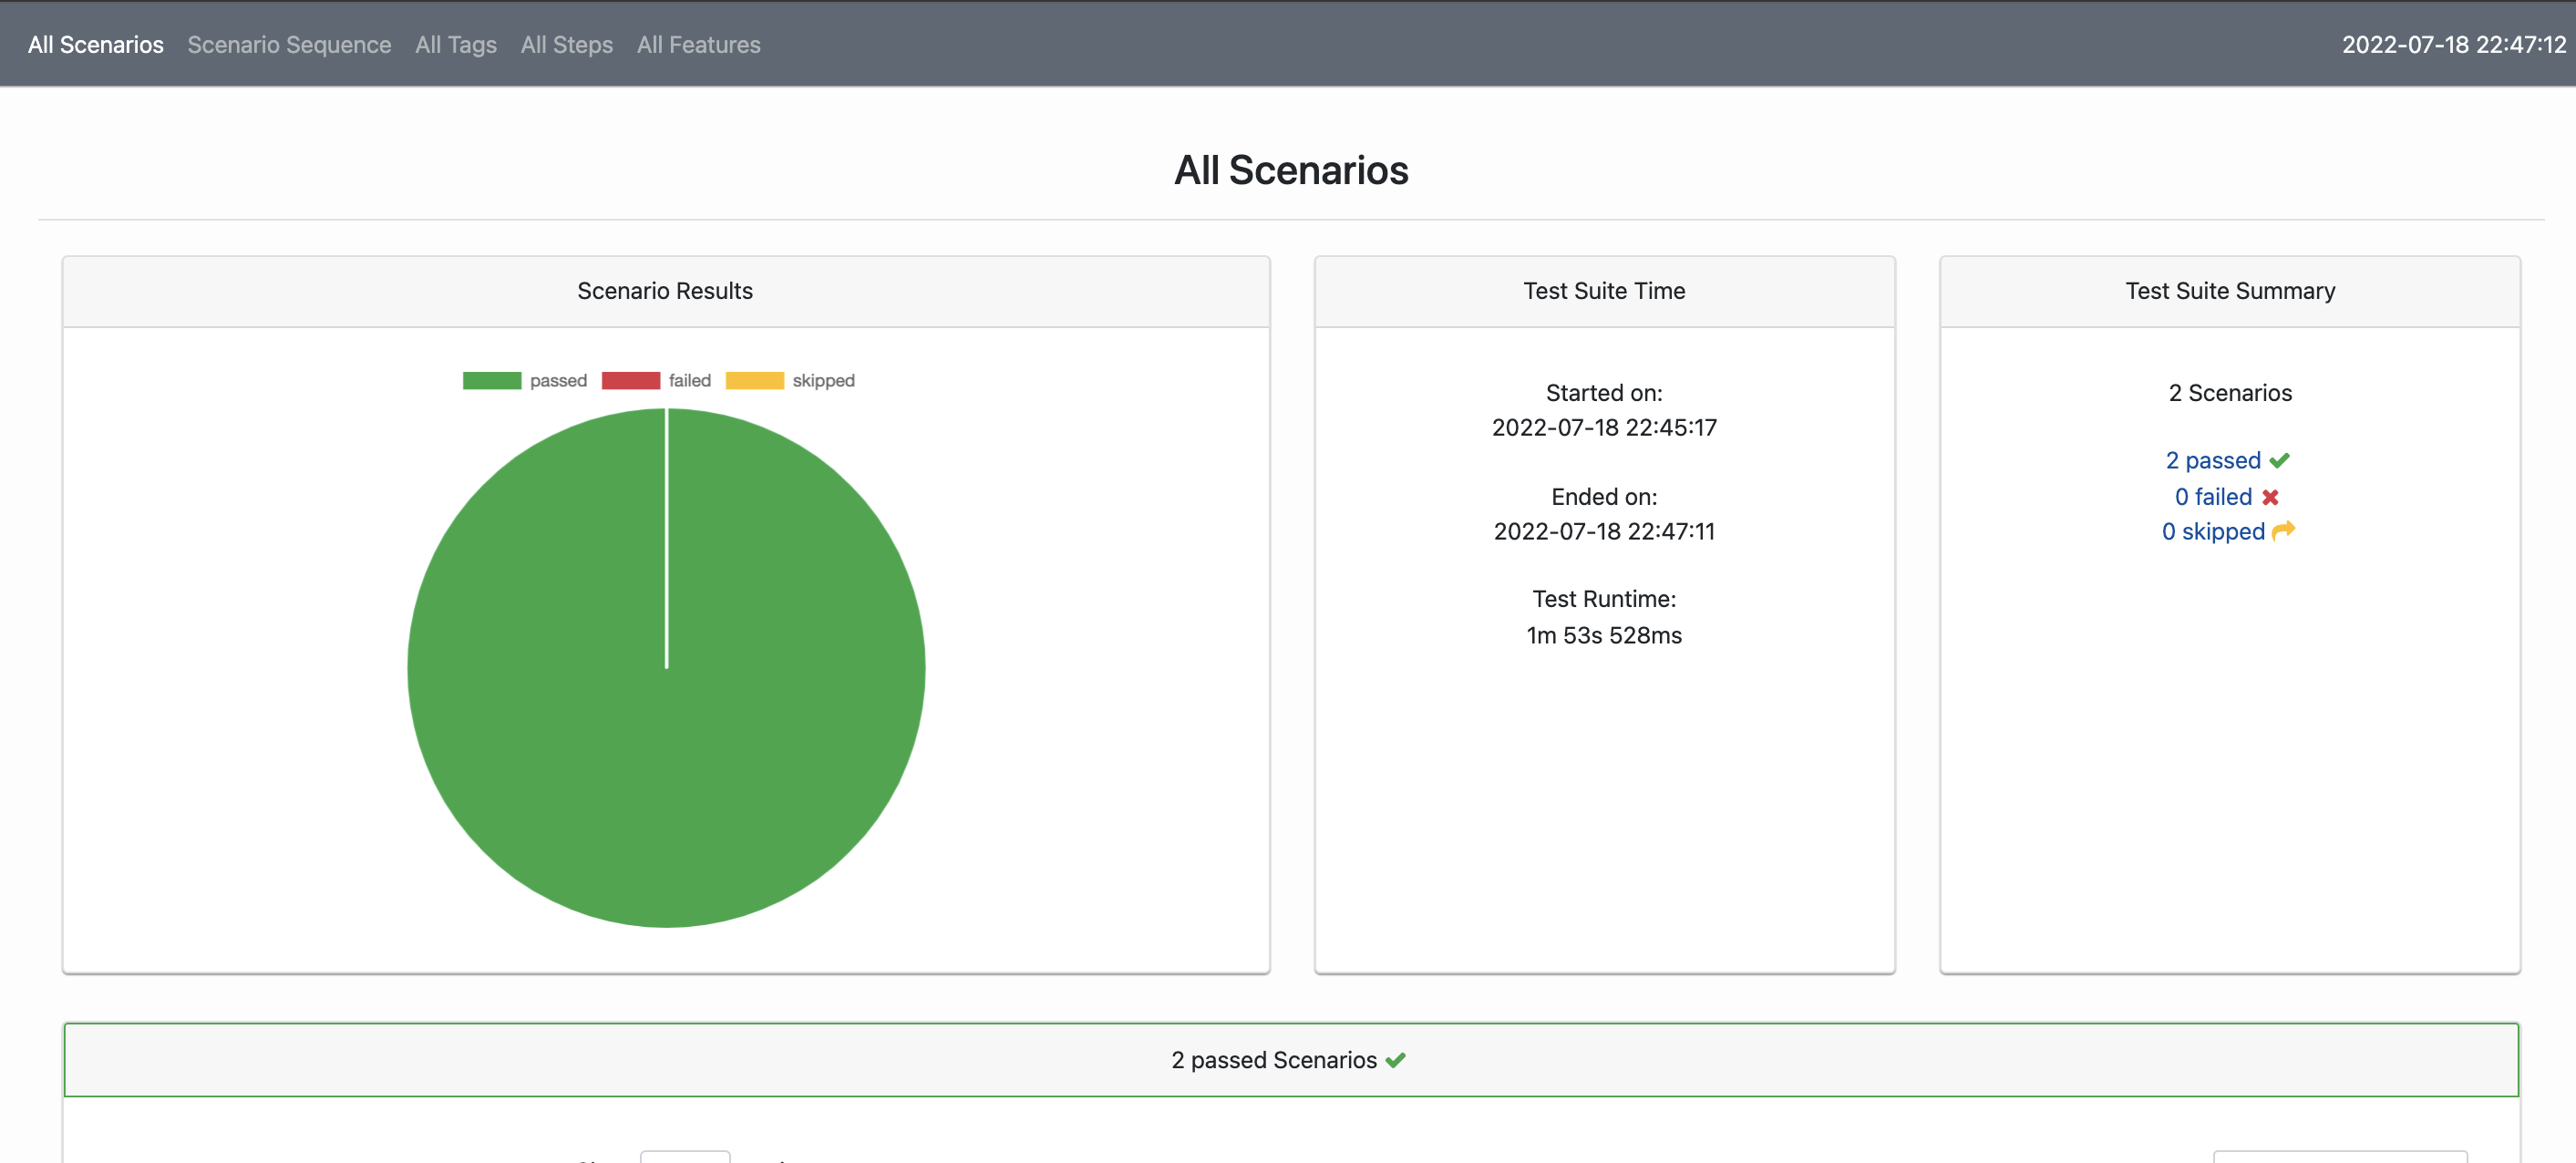 All Scenarios Scenario Sequence All Tags All Steps All Features 2022-07-18 22:47:12
All Scenarios
Scenario Results
passed failed skipped
Test Suite Time
Started on:
2022-07-18 22:45:17
Ended on:
2022-07-18 22:47:11
Test Runtime:
1m 53s 528ms
Test Suite Summary
2 Scenarios
2 passed
0 failed
0 skipped
2 passed Scenarios